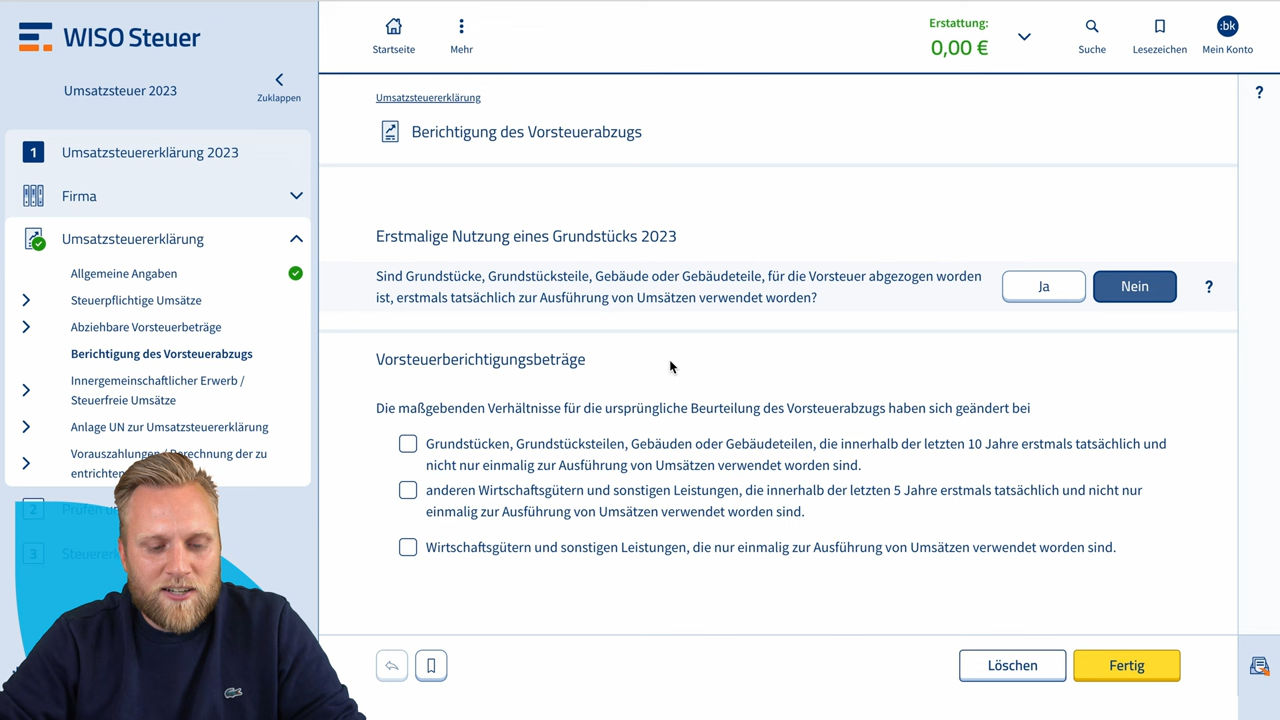 WISO Steuer
Umsatzsteuer 2023
Zuklappen
1 Umsatzsteuererklärung 2023
Firma
Umsatzsteuererklärung
Allgemeine Angaben
Steuerpflichtige Umsätze
Abziehbare Vorsteuerbeträge
Berichtigung des Vorsteuerabzugs
Innergemeinschaftlicher Erwerb /
Steuerfreie Umsätze
Anlage UN zur Umsatzsteuererklärung
Vorauszahlungen / Berechnung der zu
2
3
Startseite
Mehr
Erstattung:
0,00 €
Suche
Lesezeichen
:bk
Mein Konto
?
Umsatzsteuererklärung
Berichtigung des Vorsteuerabzugs
Erstmalige Nutzung eines Grundstücks 2023
Sind Grundstücke, Grundstücksteile, Gebäude oder Gebäudeteile, für die Vorsteuer abgezogen worden
ist, erstmals tatsächlich zur Ausführung von Umsätzen verwendet worden?
Ja
Nein
?
Vorsteuerberichtigungsbeträge
Die maßgebenden Verhältnisse für die ursprüngliche Beurteilung des Vorsteuerabzugs haben sich geändert bei
Grundstücken, Grundstücksteilen, Gebäuden oder Gebäudeteilen, die innerhalb der letzten 10 Jahre erstmals tatsächlich und
nicht nur einmalig zur Ausführung von Umsätzen verwendet worden sind.
anderen Wirtschaftsgütern und sonstigen Leistungen, die innerhalb der letzten 5 Jahre erstmals tatsächlich und nicht nur
einmalig zur Ausführung von Umsätzen verwendet worden sind.
Wirtschaftsgütern und sonstigen Leistungen, die nur einmalig zur Ausführung von Umsätzen verwendet worden sind.
Löschen
Fertig